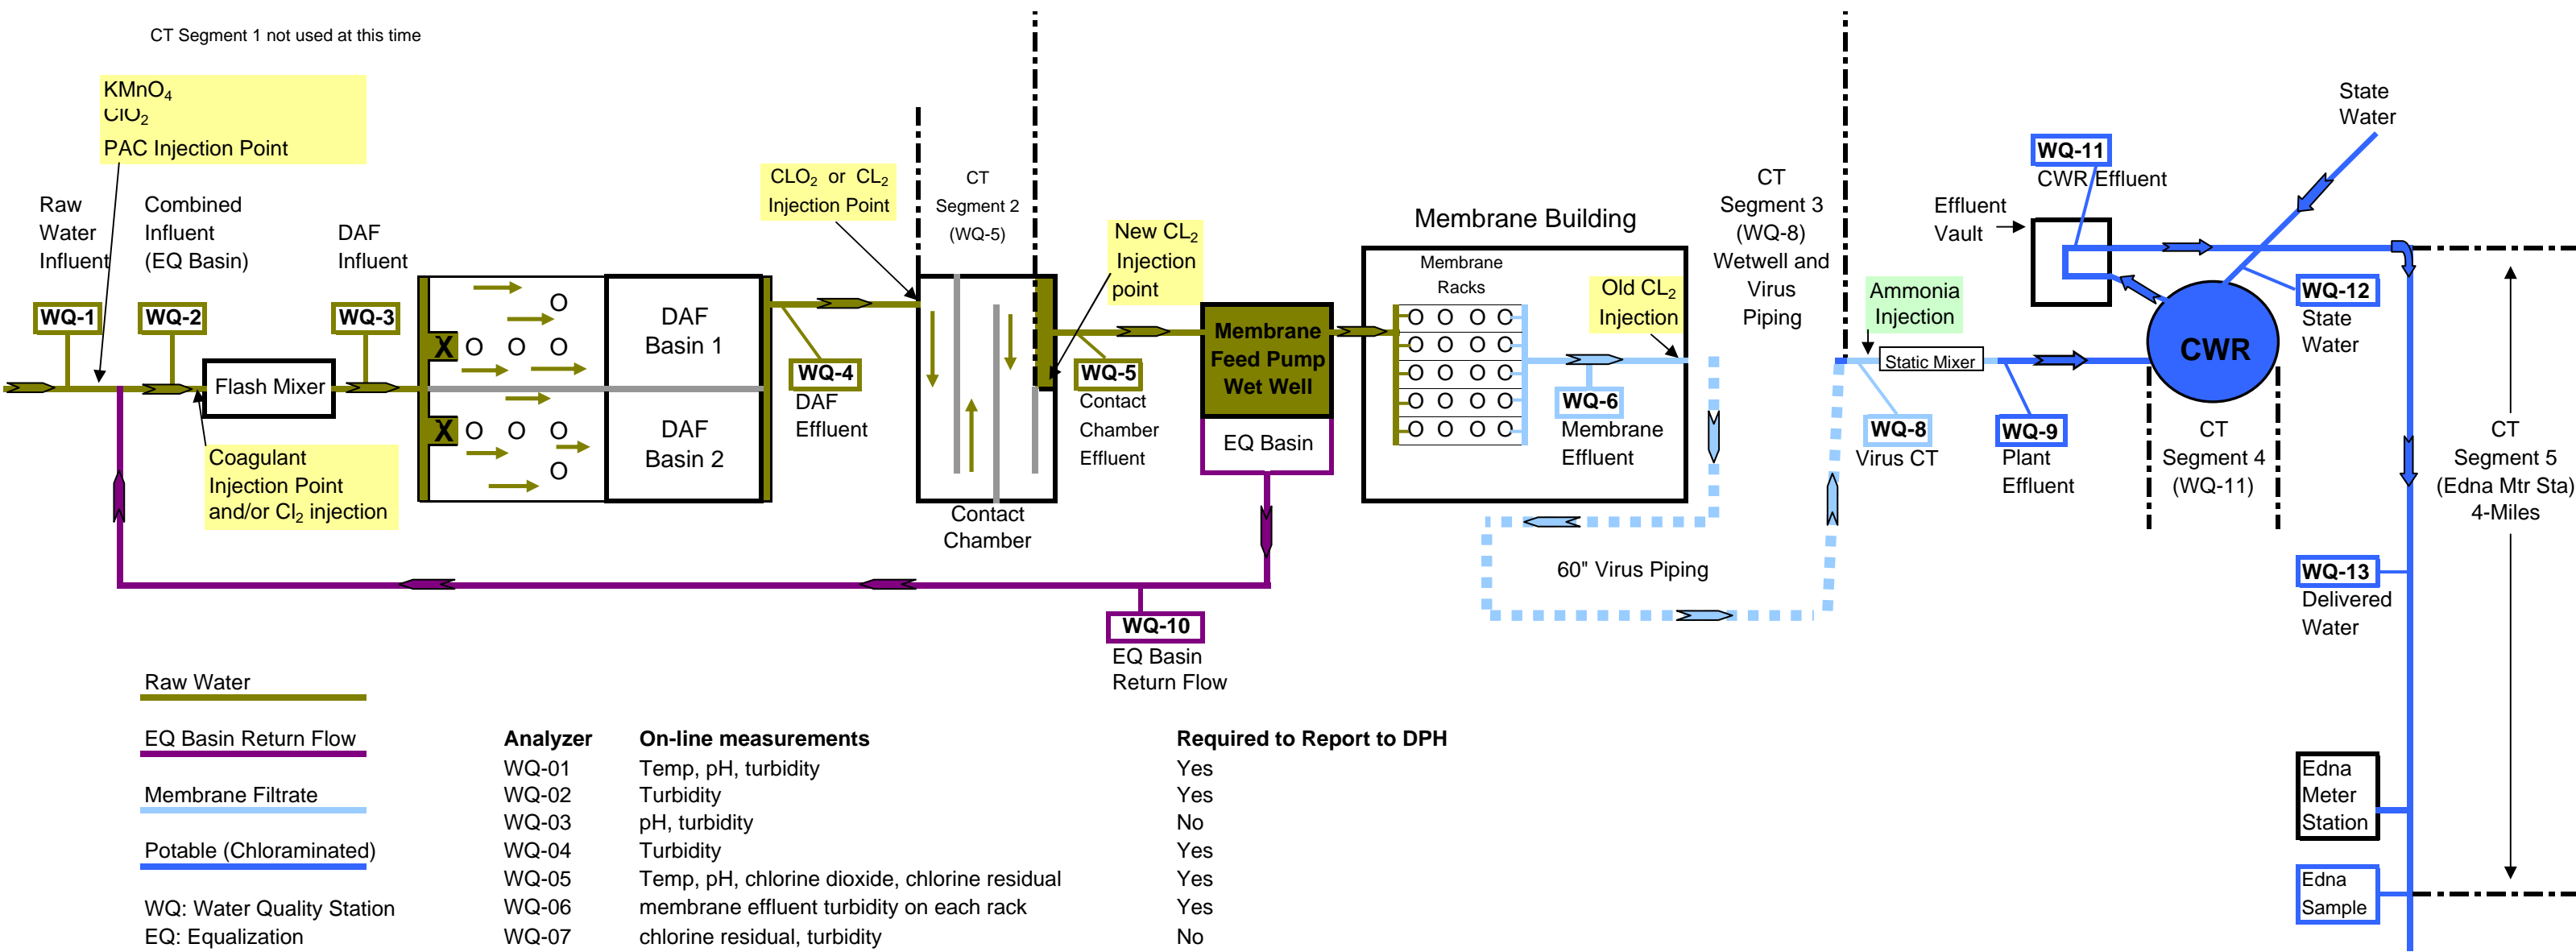 CT Segment 1 not used at this time
KMnO₄
ClO₂
PAC Injection Point
Raw
Water
Influent
Combined
Influent
(EQ Basin)
DAF
Influent
WQ-1
WQ-2
WQ-3
Flash Mixer
Coagulant
Injection Point
and/or Cl₂ injection
X O O O
O
X O O O
O
DAF
Basin 1
DAF
Basin 2
CLO₂ or CL₂
Injection Point
WQ-4
DAF
Effluent
CT
Segment 2
(WQ-5)
Contact
Chamber
New CL₂
Injection
point
WQ-5
Contact
Chamber
Effluent
Membrane
Feed Pump
Wet Well
EQ Basin
WQ-10
EQ Basin
Return Flow
Membrane Building
Membrane
Racks
O O O O
O O O O
O O O O
O O O O
O O O O
Old CL₂
Injection
WQ-6
Membrane
Effluent
60" Virus Piping
CT
Segment 3
(WQ-8)
Wetwell and
Virus
Piping
Ammonia
Injection
Static Mixer
WQ-8
Virus CT
WQ-9
Plant
Effluent
Effluent
Vault
WQ-11
CWR Effluent
State
Water
CWR
WQ-12
State
Water
CT
Segment 4
(WQ-11)
CT
Segment 5
(Edna Mtr Sta)
4-Miles
WQ-13
Delivered
Water
Edna
Meter
Station
Edna
Sample
Raw Water
EQ Basin Return Flow
Membrane Filtrate
Potable (Chloraminated)
WQ: Water Quality Station
EQ: Equalization
Analyzer On-line measurements Required to Report to DPH
WQ-01 Temp, pH, turbidity Yes
WQ-02 Turbidity Yes
WQ-03 pH, turbidity No
WQ-04 Turbidity Yes
WQ-05 Temp, pH, chlorine dioxide, chlorine residual Yes
WQ-06 membrane effluent turbidity on each rack Yes
WQ-07 chlorine residual, turbidity No